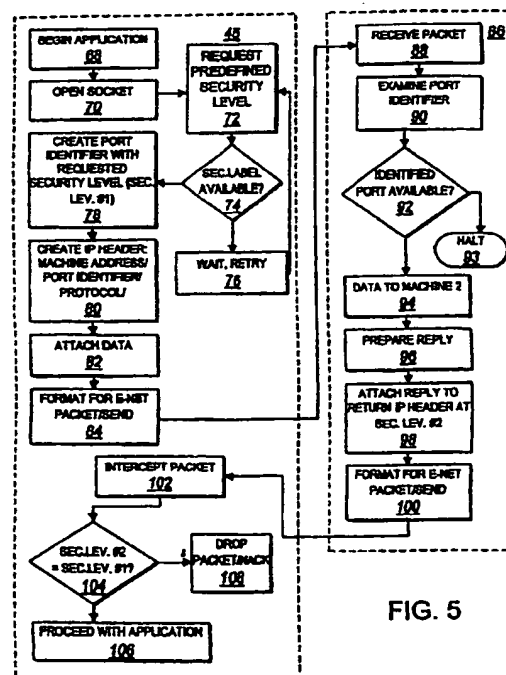 BEGIN APPLICATION
68
OPEN SOCKET
70
48
REQUEST
PREDEFINED
SECURITY
LEVEL
72
SEC.LABEL
AVAILABLE?
74
WAIT, RETRY
76
CREATE PORT
IDENTIFIER WITH
REQUESTED
SECURITY LEVEL (SEC.
LEV. #1)
78
CREATE IP HEADER:
MACHINE ADDRESS/
PORT IDENTIFIER/
PROTOCOL/
80
ATTACH DATA
82
FORMAT FOR E-NET
PACKET/SEND
84
RECEIVE PACKET
88
86
EXAMINE PORT
IDENTIFIER
90
IDENTIFIED
PORT AVAILABLE?
92
HALT
93
DATA TO MACHINE 2
94
PREPARE REPLY
96
ATTACH REPLY TO
RETURN IP HEADER AT
SEC. LEV. #2
98
FORMAT FOR E-NET
PACKET/SEND
100
INTERCEPT PACKET
102
SEC.LEV. #2
= SEC.LEV. #1?
104
DROP
PACKET/NACK
108
PROCEED WITH APPLICATION
106
FIG. 5